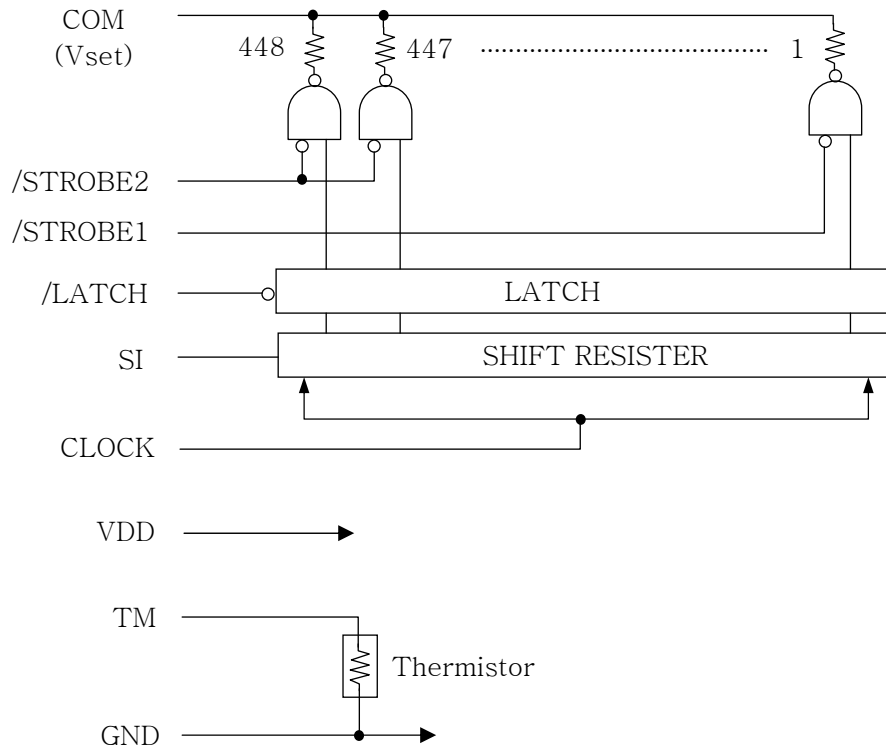 COM
(Vset)
448
447 ........................................ 1
/STROBE2
/STROBE1
/LATCH
LATCH
SI
SHIFT RESISTER
CLOCK
VDD
TM
Thermistor
GND